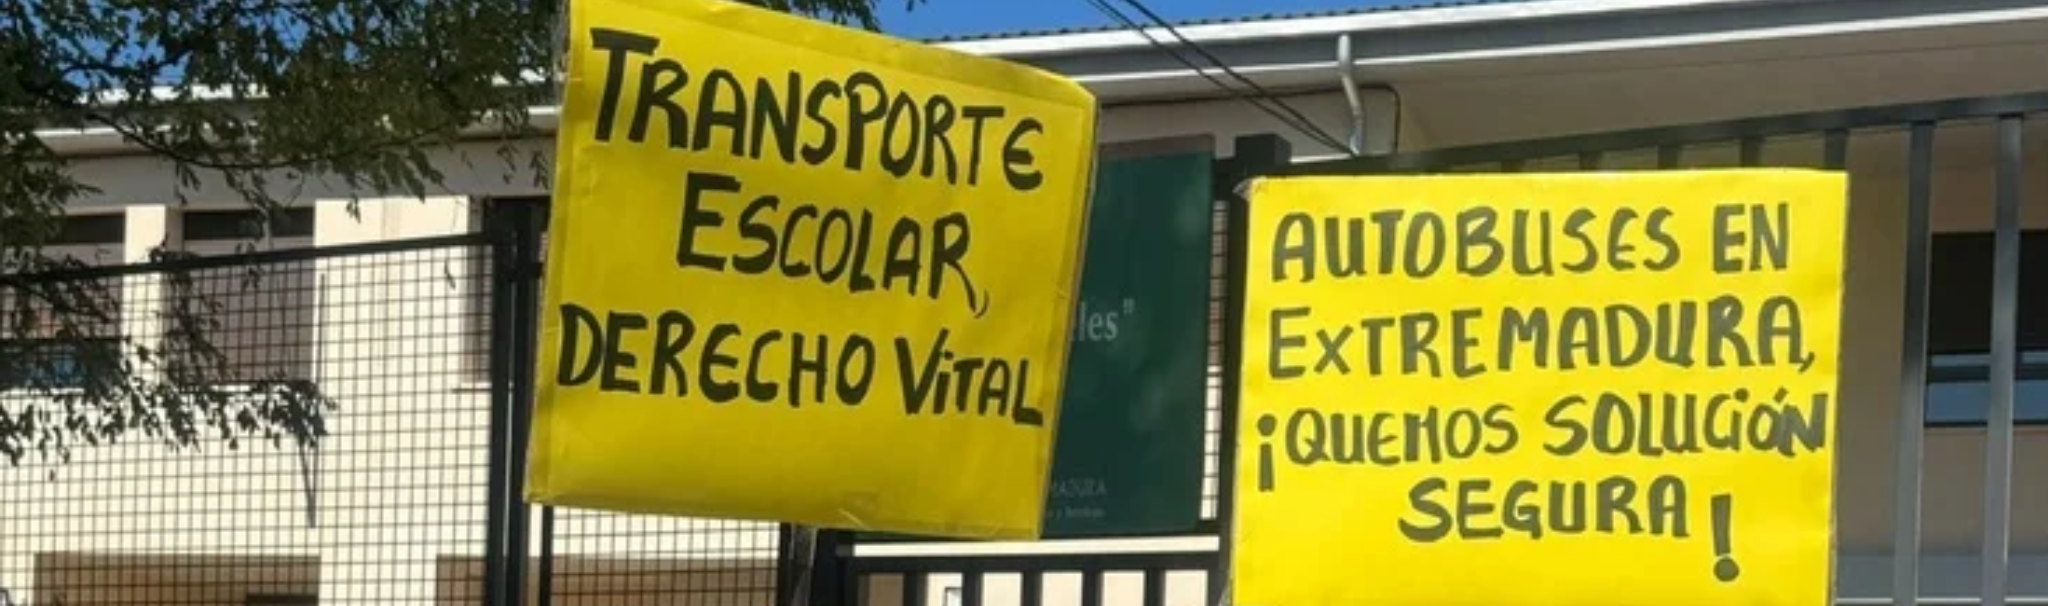 TRANSPORTE
ESCOLAR,
DERECHO VITAL
AUTOBUSES EN
EXTREMADURA,
¡QUEMOS SOLUCIÓN
SEGURA!